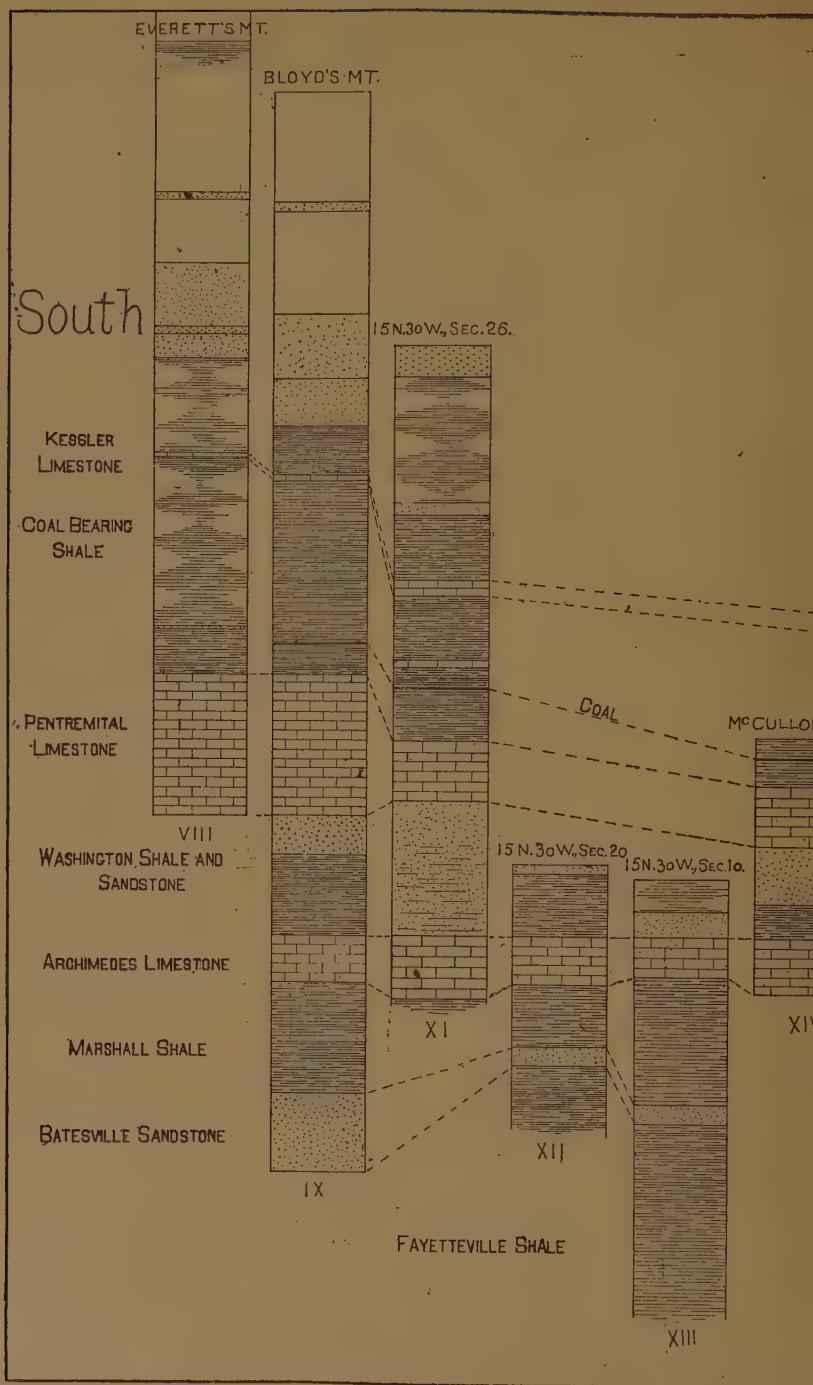 EVERETT'S MT.
BLOYD'S MT.
South
15 N. 30 W., SEC. 26.
KESSLER
LIMESTONE
COAL BEARING
SHALE
COAL
PENTREMITAL
LIMESTONE
VIII
WASHINGTON SHALE AND
SANDSTONE
15 N. 30 W., SEC. 20
15 N. 30 W., SEC. 10.
ARCHIMEDES LIMESTONE
XI
MARSHALL SHALE
BATESVILLE SANDSTONE
XII
IX
FAYETTEVILLE SHALE
XIII